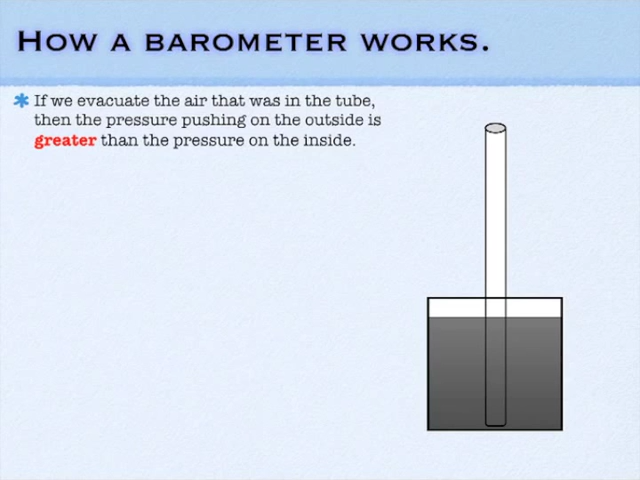 How a barometer works.
If we evacuate the air that was in the tube,
then the pressure pushing on the outside is
greater than the pressure on the inside.